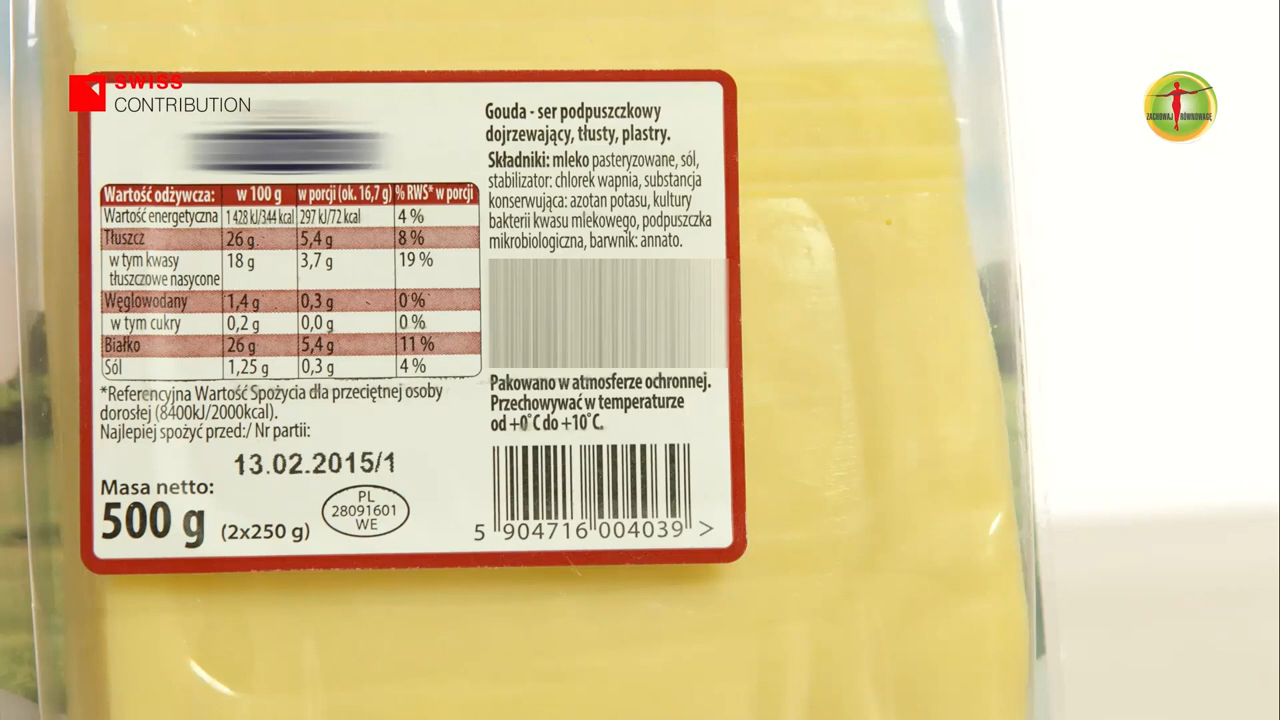 SWISS
CONTRIBUTION
ZACHOWAJ RÓWNOWAGĘ
Wartość odżywcza: w 100 g w porcji (ok. 16,7 g) % RWS* w porcji
Wartość energetyczna 1 428 kJ/344 kcal 297 kJ/72 kcal 4 %
Tłuszcz 26 g 5,4 g 8 %
w tym kwasy 18 g 3,7 g 19 %
tłuszczowe nasycone
Węglowodany 1,4 g 0,3 g 0 %
w tym cukry 0,2 g 0,0 g 0 %
Białko 26 g 5,4 g 11 %
Sól 1,25 g 0,3 g 4 %
*Referencyjna Wartość Spożycia dla przeciętnej osoby
dorosłej (8400kJ/2000kcal).
Najlepiej spożyć przed:/ Nr partii:
13.02.2015/1
Masa netto:
500 g (2x250 g)
PL
28091601
WE
Gouda - ser podpuszczkowy
dojrzewający, tłusty, plastry.
Składniki: mleko pasteryzowane, sól,
stabilizator: chlorek wapnia, substancja
konserwująca: azotan potasu, kultury
bakterii kwasu mlekowego, podpuszczka
mikrobiologiczna, barwnik: annato.
Pakowano w atmosferze ochronnej.
Przechowywać w temperaturze
od +0°C do +10°C.
5 904716 004039 >